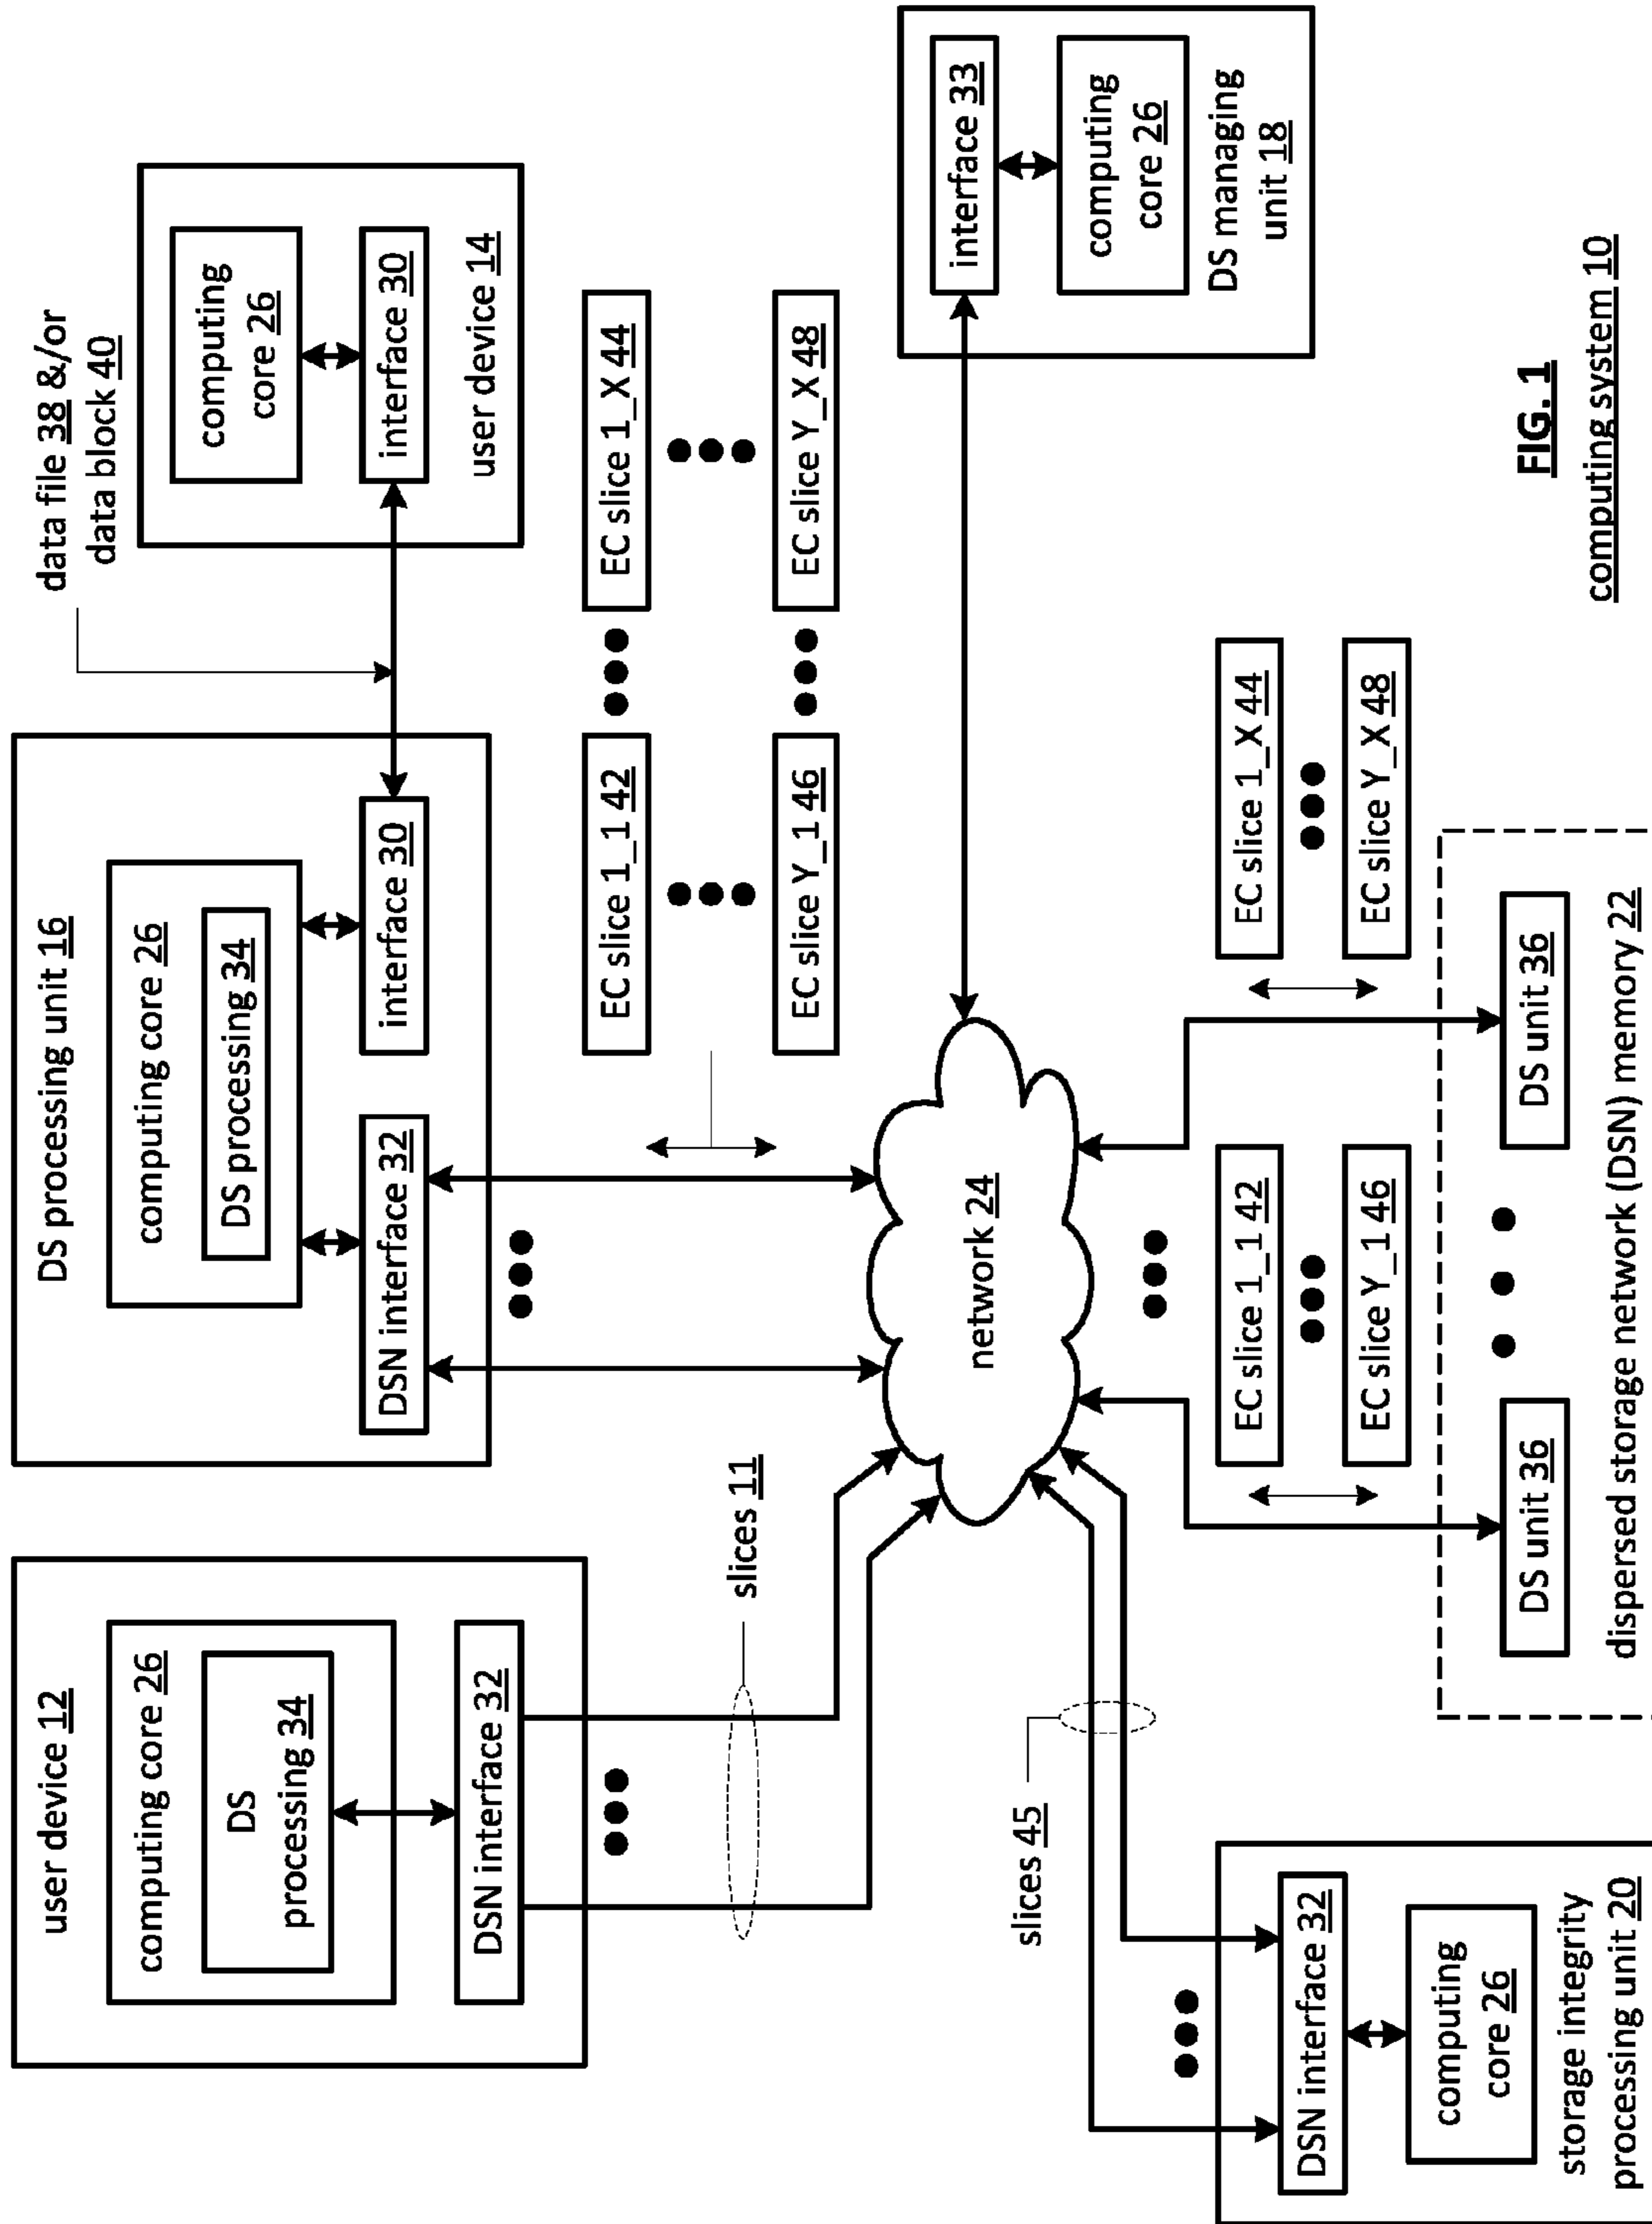 user device 12
computing core 26
DS
processing 34
DSN interface 32
slices 11
DS processing unit 16
computing core 26
DS processing 34
DSN interface 32
interface 30
data file 38 &/or
data block 40
computing
core 26
interface 30
user device 14
EC slice 1_1 42
EC slice 1_X 44
EC slice Y_1 46
EC slice Y_X 48
network 24
interface 33
computing
core 26
DS managing
unit 18
slices 45
DSN interface 32
computing
core 26
storage integrity
processing unit 20
EC slice 1_1 42
EC slice Y_1 46
EC slice 1_X 44
EC slice Y_X 48
DS unit 36
DS unit 36
dispersed storage network (DSN) memory 22
FIG. 1
computing system 10